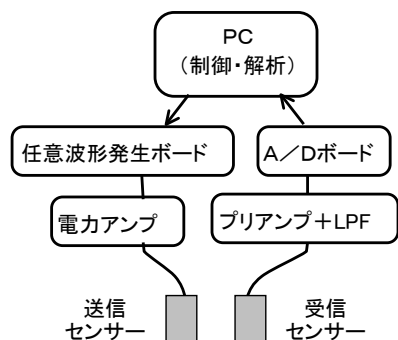 PC
(制御・解析)
任意波形発生ボード
A/Dボード
電力アンプ
プリアンプ+LPF
送信
センサー
受信
センサー